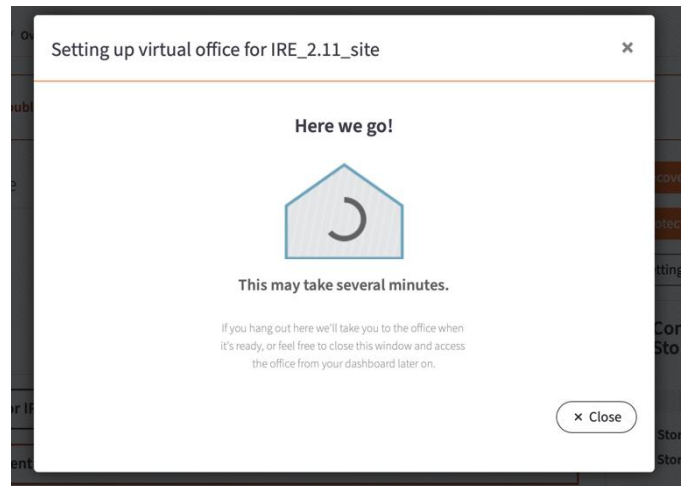 Setting up virtual office for IRE_2.11_site ×
Here we go!
This may take several minutes.
If you hang out here we'll take you to the office when
it's ready, or feel free to close this window and access
the office from your dashboard later on.
× Close